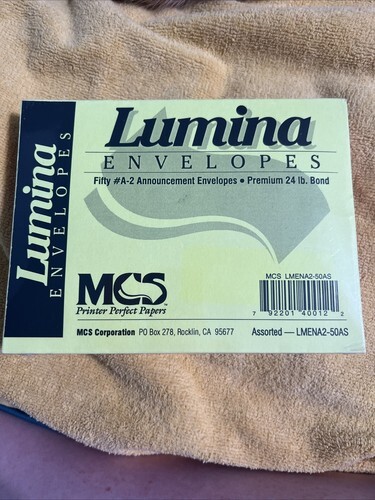 Lumina
ENVELOPES
Lumina
ENVELOPES
Fifty #A-2 Announcement Envelopes • Premium 24 lb. Bond
MCS™
Printer Perfect Papers
MCS LMENA2-50AS
7 92201 40012 2
MCS Corporation PO Box 278, Rocklin, CA 95677
Assorted — LMENA2-50AS